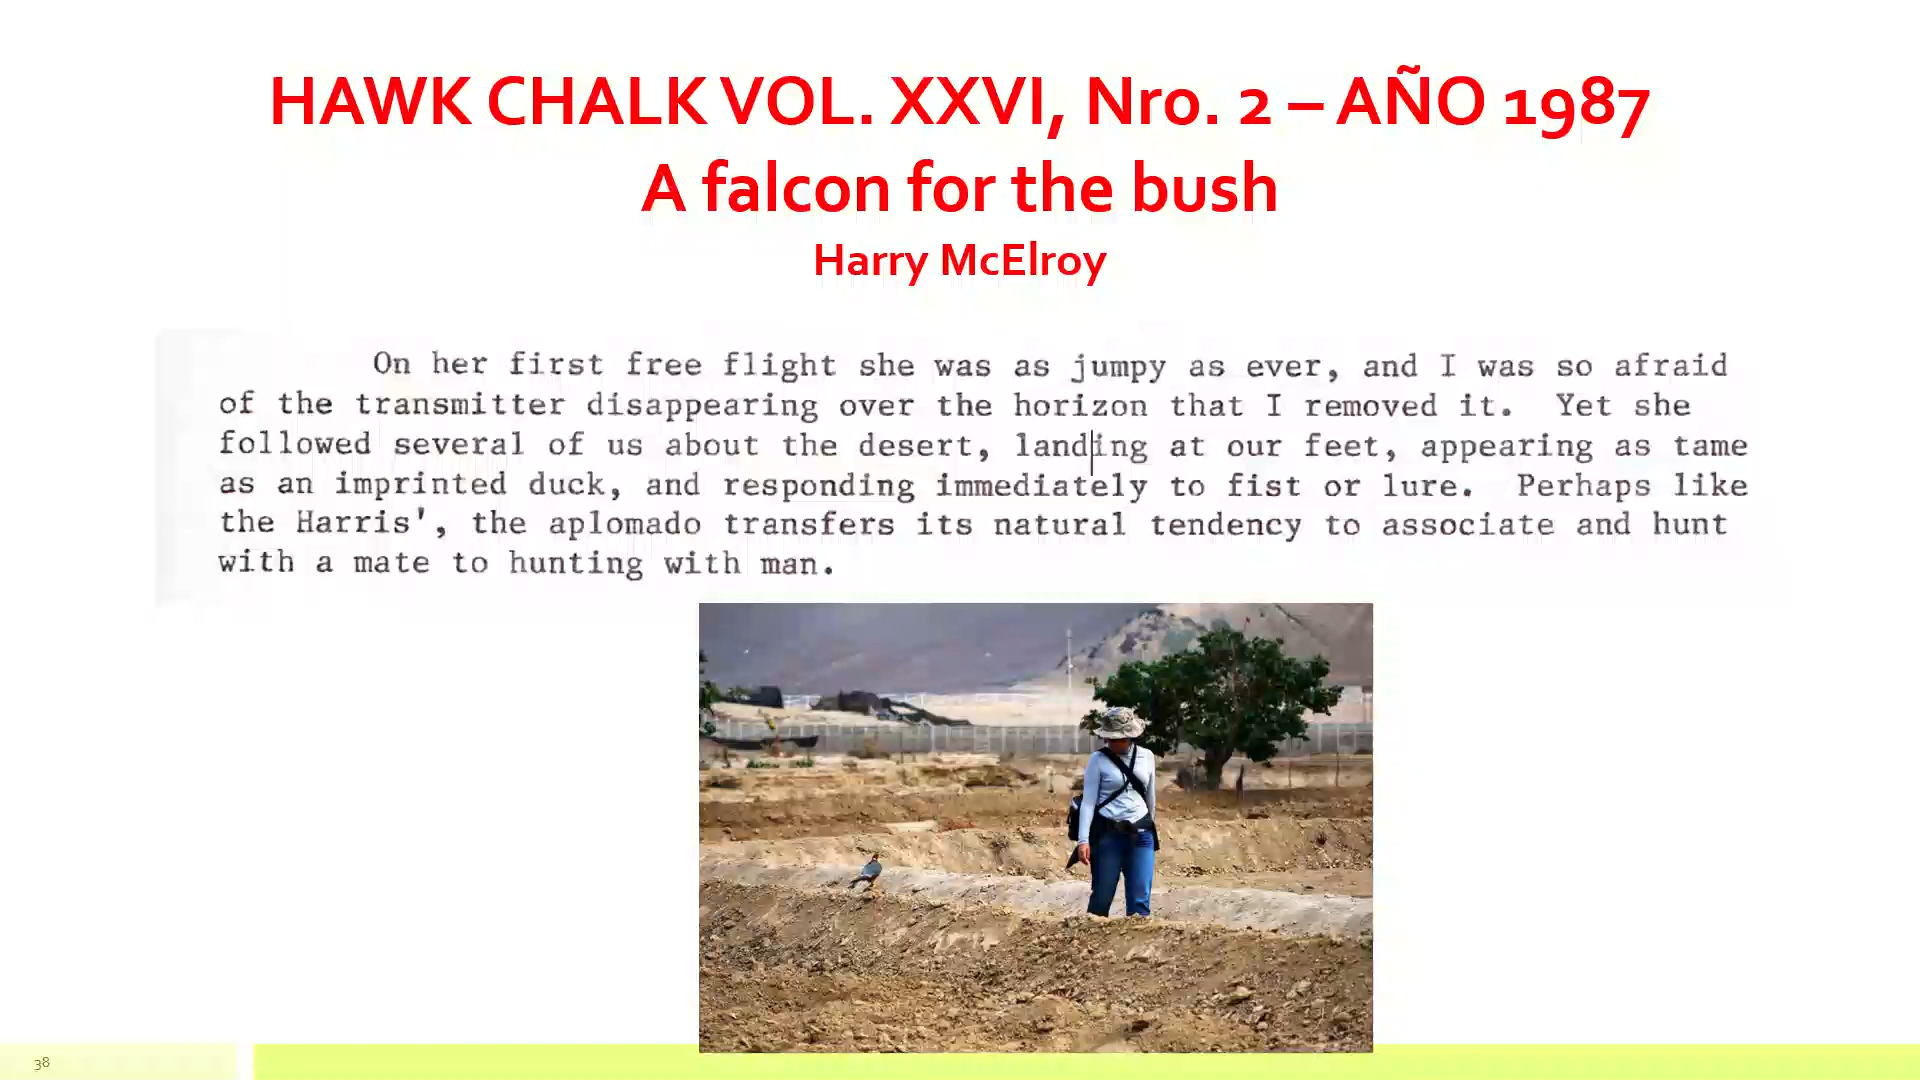 HAWK CHALK VOL. XXVI, Nro. 2 – AÑO 1987
A falcon for the bush
Harry McElroy
On her first free flight she was as jumpy as ever, and I was so afraid
of the transmitter disappearing over the horizon that I removed it. Yet she
followed several of us about the desert, landing at our feet, appearing as tame
as an imprinted duck, and responding immediately to fist or lure. Perhaps like
the Harris', the aplomado transfers its natural tendency to associate and hunt
with a mate to hunting with man.
38